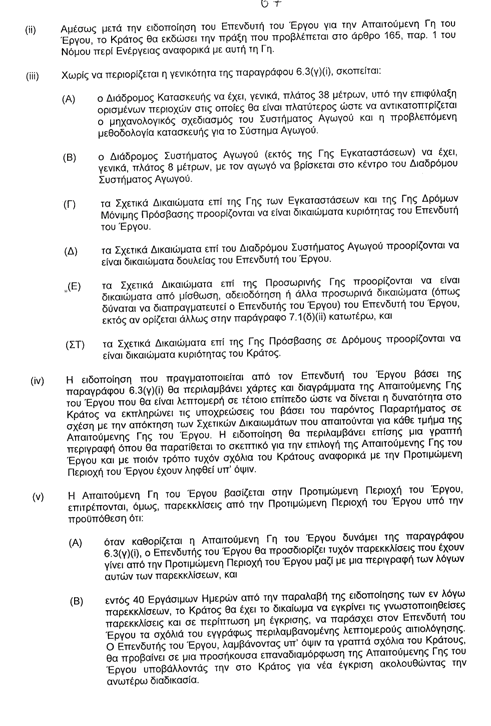 (ii) Αμέσως μετά την ειδοποίηση του Επενδυτή του Έργου για την Απαιτούμενη Γη του
Έργου, το Κράτος θα εκδώσει την πράξη που προβλέπεται στο άρθρο 165, παρ. 1 του
Νόμου περί Ενέργειας αναφορικά με αυτή τη Γη.
(iii) Χωρίς να περιορίζεται η γενικότητα της παραγράφου 6.3(γ)(i), σκοπείται:
(Α) ο Διάδρομος Κατασκευής να έχει, γενικά, πλάτος 38 μέτρων, υπό την επιφύλαξη
ορισμένων περιοχών στις οποίες θα είναι πλατύτερος ώστε να αντικατοπτρίζεται
ο μηχανολογικός σχεδιασμός του Συστήματος Αγωγού και η προβλεπόμενη
μεθοδολογία κατασκευής για το Σύστημα Αγωγού.
(Β) ο Διάδρομος Συστήματος Αγωγού (εκτός της Γης Εγκαταστάσεων) να έχει,
γενικά, πλάτος 8 μέτρων, με τον αγωγό να βρίσκεται στο κέντρο του Διαδρόμου
Συστήματος Αγωγού.
(Γ) τα Σχετικά Δικαιώματα επί της Γης των Εγκαταστάσεων και της Γης Δρόμων
Μόνιμης Πρόσβασης προορίζονται να είναι δικαιώματα κυριότητας του Επενδυτή
του Έργου.
(Δ) τα Σχετικά Δικαιώματα επί του Διαδρόμου Συστήματος Αγωγού προορίζονται να
είναι δικαιώματα δουλείας του Επενδυτή του Έργου.
(Ε) τα Σχετικά Δικαιώματα επί της Προσωρινής Γης προορίζονται να είναι
δικαιώματα από μίσθωση, αδειοδότηση ή άλλα προσωρινά δικαιώματα (όπως
δύναται να διαπραγματευτεί ο Επενδυτής του Έργου) του Επενδυτή του Έργου,
εκτός αν ορίζεται άλλως στην παράγραφο 7.1(δ)(ii) κατωτέρω, και
(ΣΤ) τα Σχετικά Δικαιώματα επί της Γης Πρόσβασης σε Δρόμους προορίζονται να
είναι δικαιώματα κυριότητας του Κράτος.
(iv) Η ειδοποίηση που πραγματοποιείται από τον Επενδυτή του Έργου βάσει της
παραγράφου 6.3(γ)(i) θα περιλαμβάνει χάρτες και διαγράμματα της Απαιτούμενης Γης
του Έργου που θα είναι λεπτομερή σε τέτοιο επίπεδο ώστε να δίνεται η δυνατότητα στο
Κράτος να εκπληρώνει τις υποχρεώσεις του βάσει του παρόντος Παραρτήματος σε
σχέση με την απόκτηση των Σχετικών Δικαιωμάτων που απαιτούνται για κάθε τμήμα της
Απαιτούμενης Γης του Έργου. Η ειδοποίηση θα περιλαμβάνει επίσης μια γραπτή
περιγραφή όπου θα παρατίθεται το σκεπτικό για την επιλογή της Απαιτούμενης Γης του
Έργου και με ποιόν τρόπο τυχόν σχόλια του Κράτους αναφορικά με την Προτιμώμενη
Περιοχή του Έργου έχουν ληφθεί υπ' όψιν.
(v) Η Απαιτούμενη Γη του Έργου βασίζεται στην Προτιμώμενη Περιοχή του Έργου,
επιτρέπονται, όμως, παρεκκλίσεις από την Προτιμώμενη Περιοχή του Έργου υπό την
προϋπόθεση ότι:
(Α) όταν καθορίζεται η Απαιτούμενη Γη του Έργου δυνάμει της παραγράφου
6.3(γ)(i), ο Επενδυτής του Έργου θα προσδιορίζει τυχόν παρεκκλίσεις που έχουν
γίνει από την Προτιμώμενη Περιοχή του Έργου μαζί με μια περιγραφή των λόγων
αυτών των παρεκκλίσεων, και
(Β) εντός 40 Εργάσιμων Ημερών από την παραλαβή της ειδοποίησης των εν λόγω
παρεκκλίσεων, το Κράτος θα έχει το δικαίωμα να εγκρίνει τις γνωστοποιηθείσες
παρεκκλίσεις και σε περίπτωση μη έγκρισης, να παράσχει στον Επενδυτή του
Έργου τα σχόλιά του εγγράφως περιλαμβανομένης λεπτομερούς αιτιολόγησης.
Ο Επενδυτής του Έργου, λαμβάνοντας υπ' όψιν τα γραπτά σχόλια του Κράτους,
θα προβαίνει σε μια προσήκουσα επαναδιαμόρφωση της Απαιτούμενης Γης του
Έργου υποβάλλοντάς την στο Κράτος για νέα έγκριση ακολουθώντας την
ανωτέρω διαδικασία.